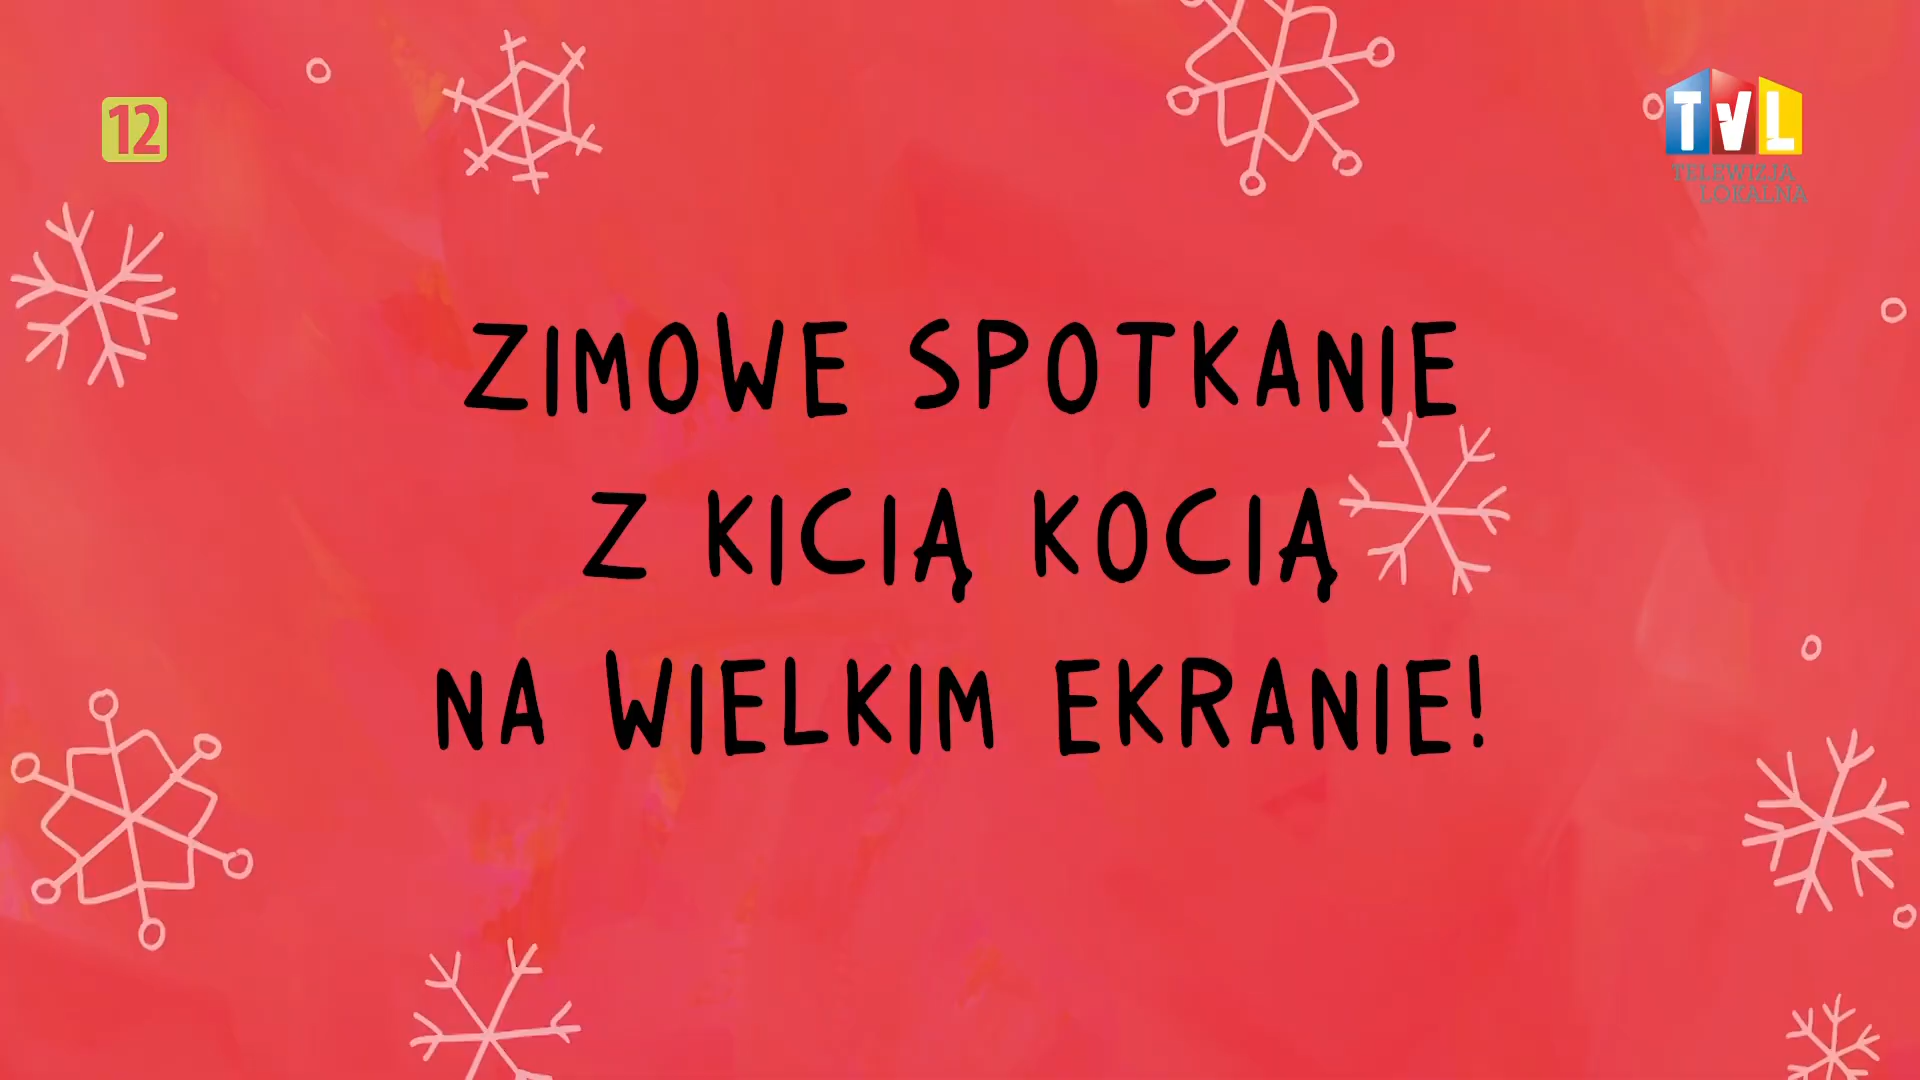 12
TVL
TELEWIZJA
LOKALNA
ZIMOWE SPOTKANIE
Z KICIĄ KOCIĄ
NA WIELKIM EKRANIE!